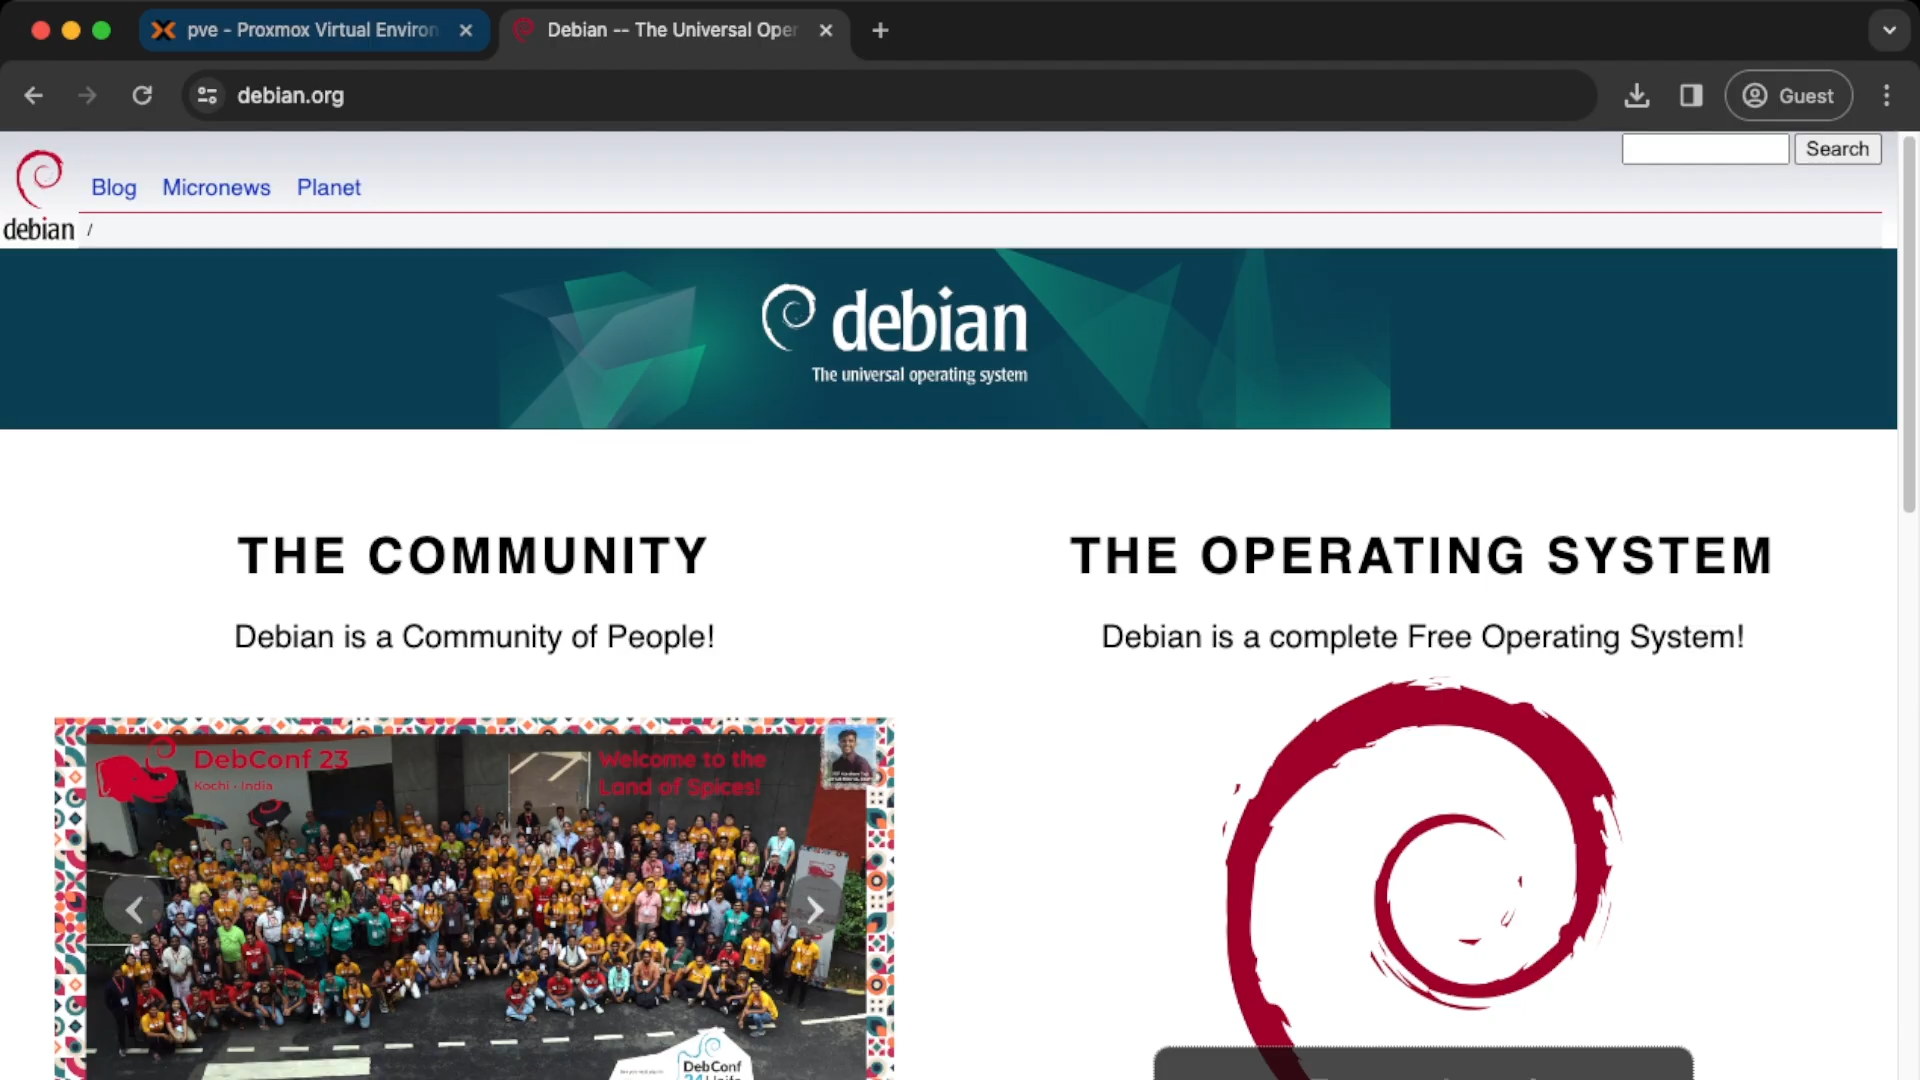 pve - Proxmox Virtual Environ
Debian -- The Universal Oper
debian.org
Guest
Search
Blog Micronews Planet
debian /
debian
The universal operating system
THE COMMUNITY
THE OPERATING SYSTEM
Debian is a Community of People!
Debian is a complete Free Operating System!
DebConf 23
Kochi - India
Welcome to the
Land of Spices!
DebConf